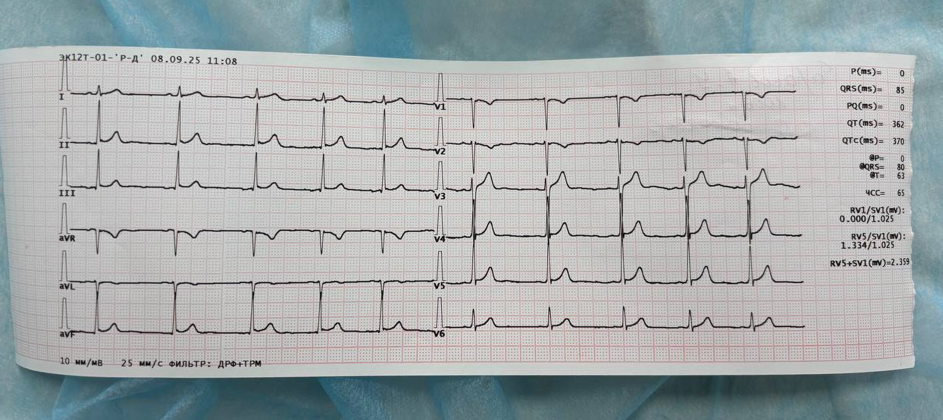 ЭК12Т-01-'Р-Д' 08.09.25 11:08
I
II
III
aVR
aVL
aVF
V1
V2
V3
V4
V5
V6
P(ms)= 0
QRS(ms)= 85
PQ(ms)= 0
QT(ms)= 362
QTc(ms)= 370
@P= 0
@QRS= 80
@T= 63
ЧСС= 65
RV1/SV1(mV):
0.000/1.025
RV5/SV1(mV):
1.334/1.025
RV5+SV1(mV)=2.359
10 мм/мВ 25 мм/с ФИЛЬТР: ДРФ+ТРМ